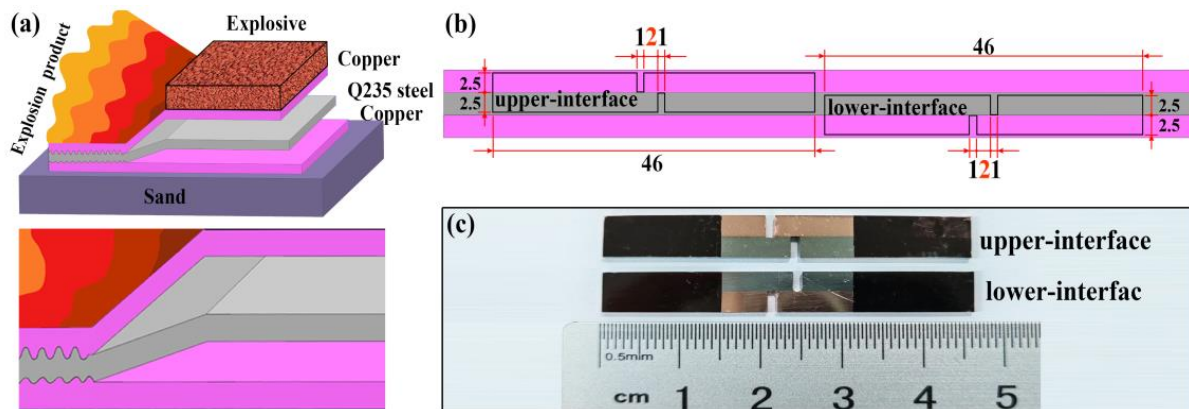 (a)
Explosive
Explosion product
Copper
Q235 steel
Copper
Sand
(b)
121
46
2.5
2.5
upper-interface
lower-interface
2.5
2.5
46
121
(c)
upper-interface
lower-interfac
0.5mim
cm 1 2 3 4 5